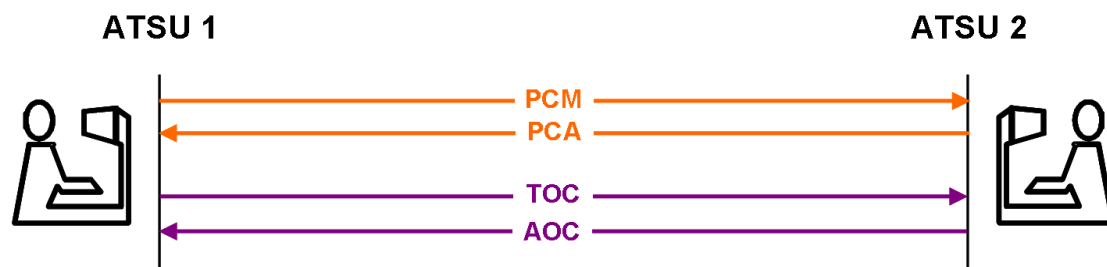 ATSU 1
ATSU 2
PCM
PCA
TOC
AOC